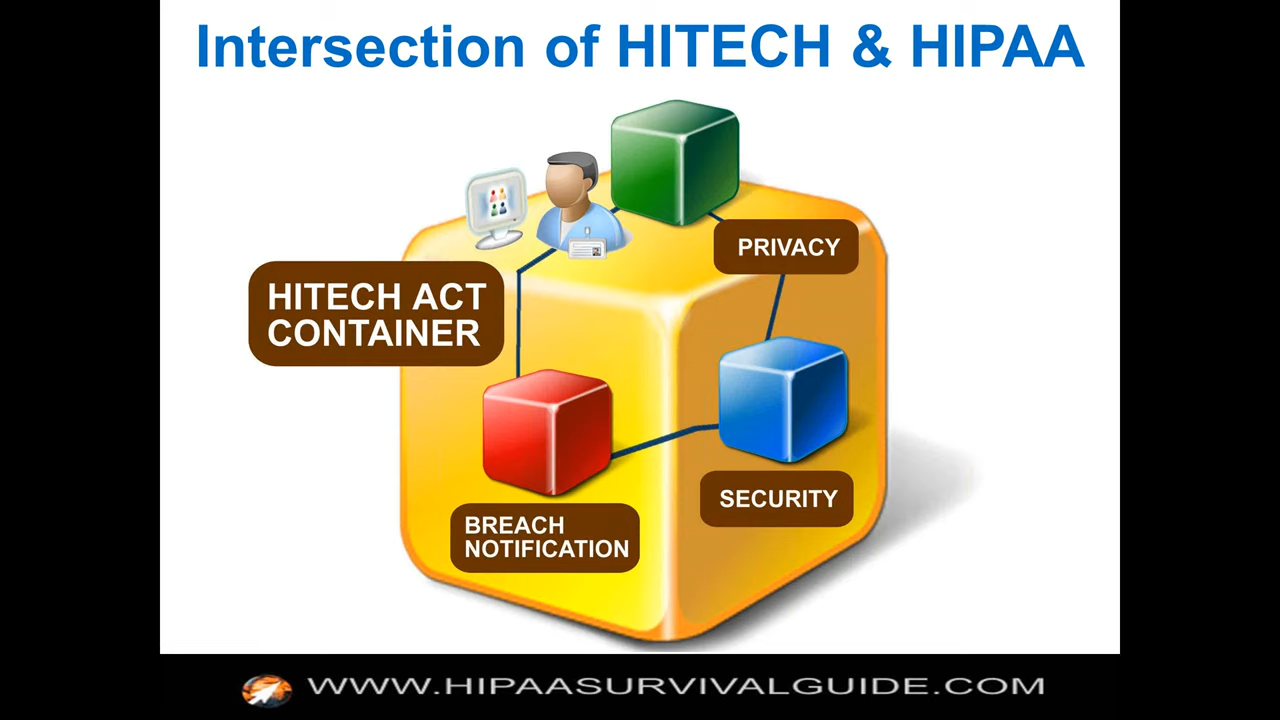 Intersection of HITECH & HIPAA
PRIVACY
HITECH ACT
CONTAINER
SECURITY
BREACH
NOTIFICATION
WWW.HIPAASURVIVALGUIDE.COM